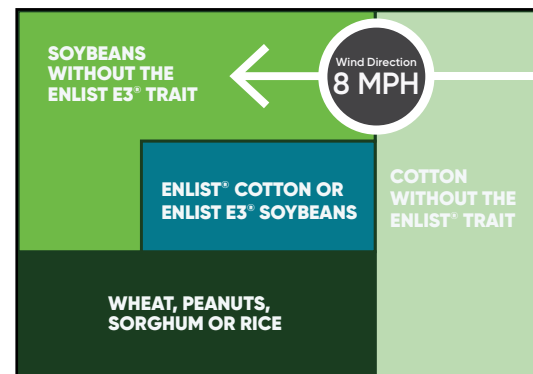 SOYBEANS
WITHOUT THE
ENLIST E3® TRAIT
Wind Direction
8 MPH
ENLIST® COTTON OR
ENLIST E3® SOYBEANS
COTTON
WITHOUT THE
ENLIST® TRAIT
WHEAT, PEANUTS,
SORGHUM OR RICE